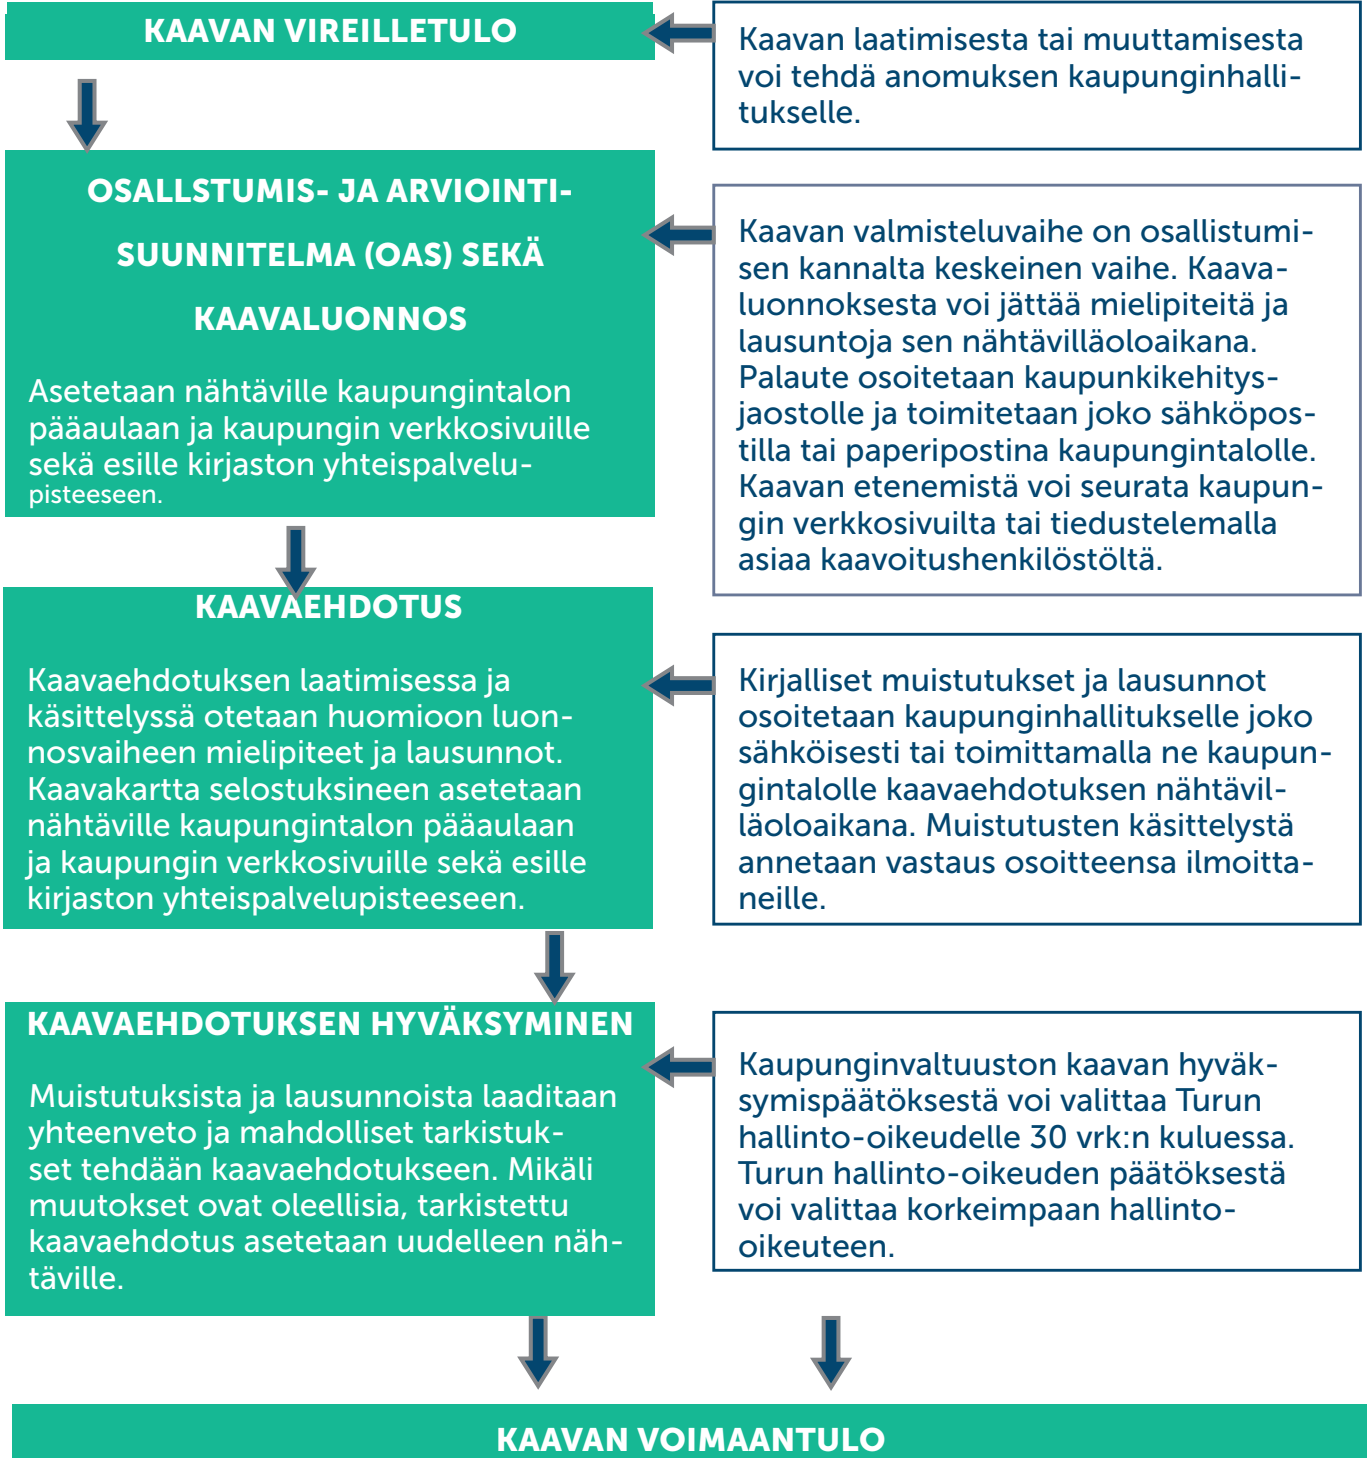 KAAVAN VIREILLETULO
Kaavan laatimisesta tai muuttamisesta
voi tehdä anomuksen kaupunginhalli-
tukselle.
OSALLSTUMIS- JA ARVIOINTI-
SUUNNITELMA (OAS) SEKÄ
KAAVALUONNOS
Asetetaan nähtäville kaupungintalon
pääaulaan ja kaupungin verkkosivuille
sekä esille kirjaston yhteispalvelu-
pisteeseen.
Kaavan valmisteluvaihe on osallistumi-
sen kannalta keskeinen vaihe. Kaava-
luonnoksesta voi jättää mielipiteitä ja
lausuntoja sen nähtävilläoloaikana.
Palaute osoitetaan kaupunkikehitys-
jaostolle ja toimitetaan joko sähköpos-
tilla tai paperipostina kaupungintalolle.
Kaavan etenemistä voi seurata kaupun-
gin verkkosivuilta tai tiedustelemalla
asiaa kaavoitushenkilöstöltä.
KAAVAEHDOTUS
Kaavaehdotuksen laatimisessa ja
käsittelyssä otetaan huomioon luon-
nosvaiheen mielipiteet ja lausunnot.
Kaavakartta selostuksineen asetetaan
nähtäville kaupungintalon pääaulaan
ja kaupungin verkkosivuille sekä esille
kirjaston yhteispalvelupisteeseen.
Kirjalliset muistutukset ja lausunnot
osoitetaan kaupunginhallitukselle joko
sähköisesti tai toimittamalla ne kaupun-
gintalolle kaavaehdotuksen nähtävil-
läoloaikana. Muistutusten käsittelystä
annetaan vastaus osoitteensa ilmoitta-
neille.
KAAVAEHDOTUKSEN HYVÄKSYMINEN
Muistutuksista ja lausunnoista laaditaan
yhteenveto ja mahdolliset tarkistuk-
set tehdään kaavaehdotukseen. Mikäli
muutokset ovat oleellisia, tarkistettu
kaavaehdotus asetetaan uudelleen näh-
täville.
Kaupunginvaltuuston kaavan hyväk-
symispäätöksestä voi valittaa Turun
hallinto-oikeudelle 30 vrk:n kuluessa.
Turun hallinto-oikeuden päätöksestä
voi valittaa korkeimpaan hallinto-
oikeuteen.
KAAVAN VOIMAANTULO